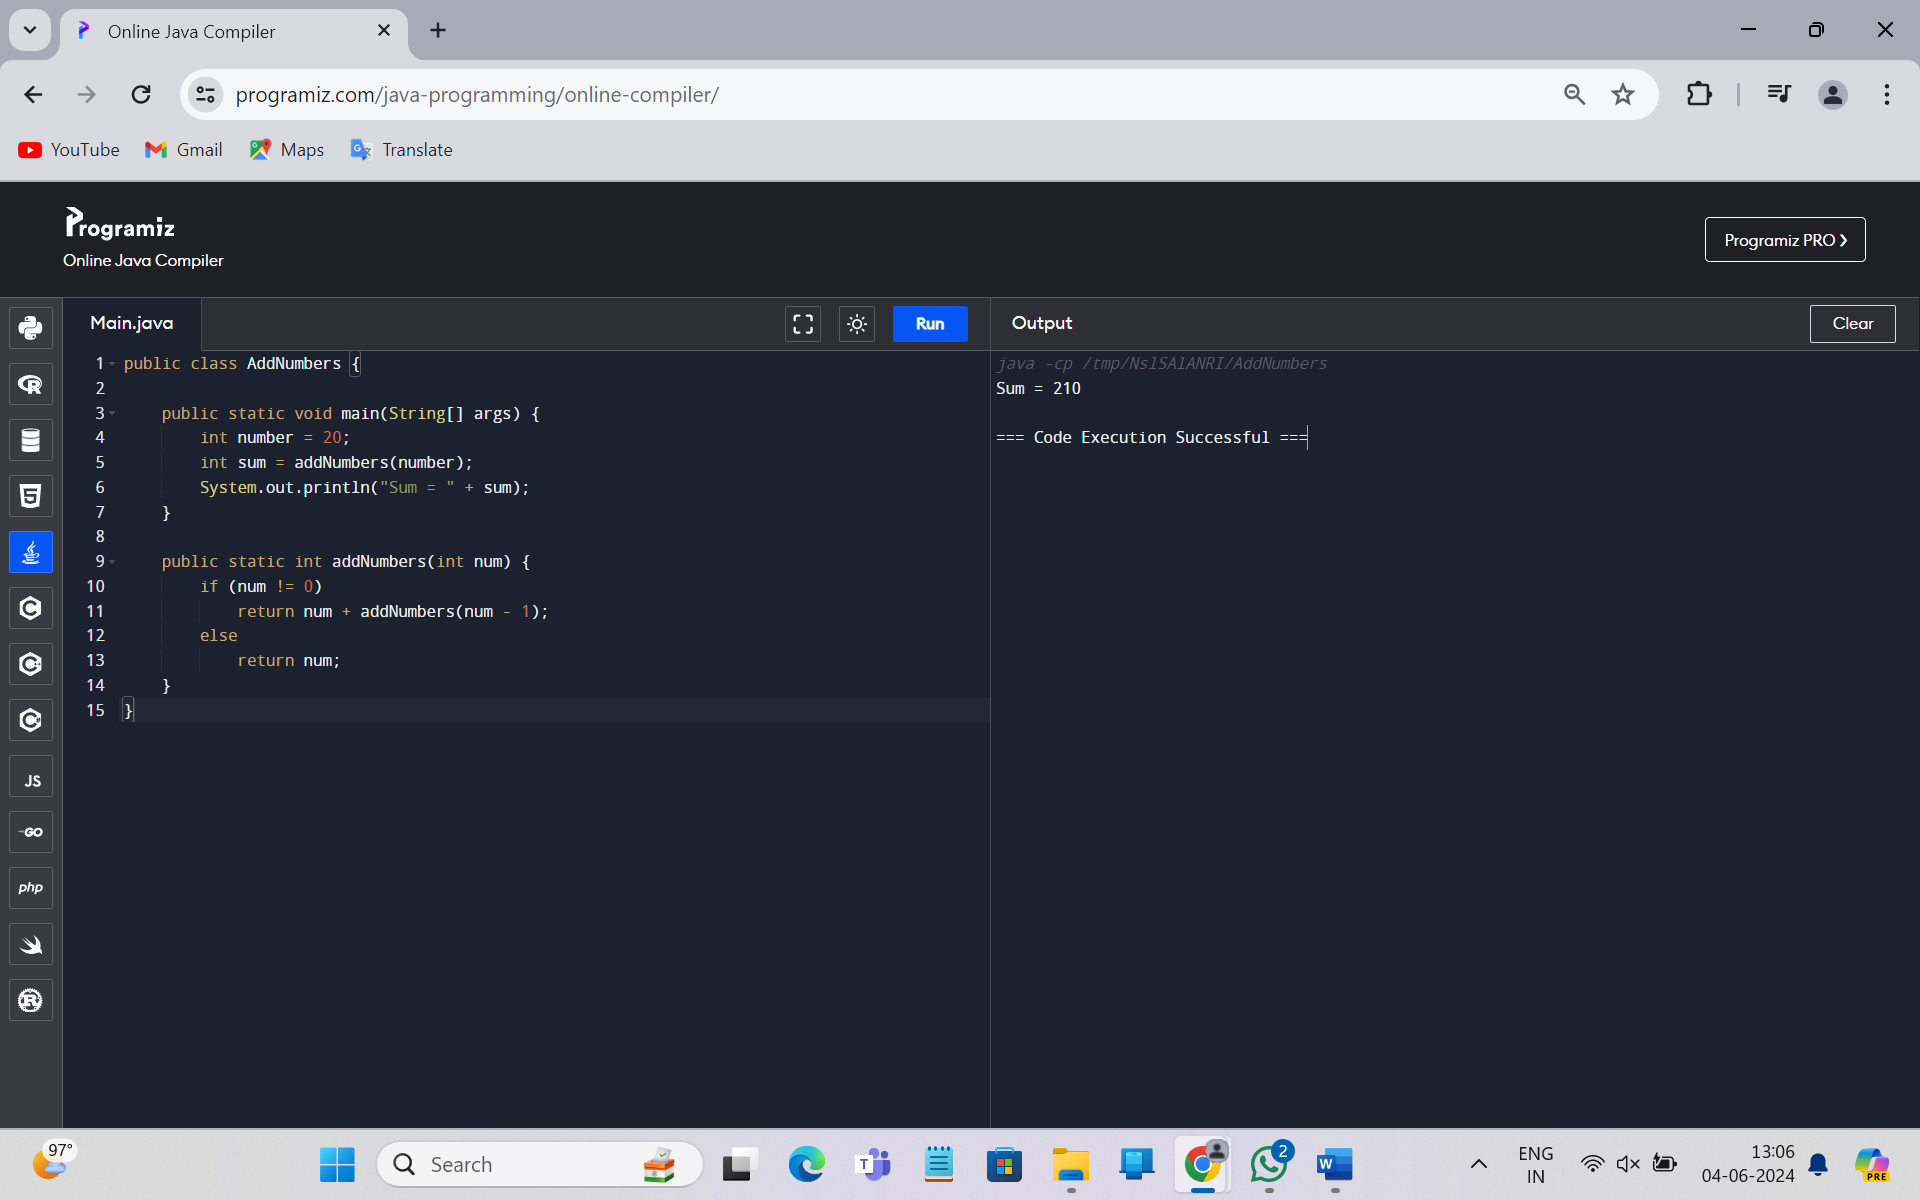 Online Java Compiler
programiz.com/java-programming/online-compiler/
YouTube Gmail Maps Translate
Programiz
Online Java Compiler
Programiz PRO ❯
Main.java
Run
Output
Clear
1 public class AddNumbers {
2
3     public static void main(String[] args) {
4         int number = 20;
5         int sum = addNumbers(number);
6         System.out.println("Sum = " + sum);
7     }
8
9     public static int addNumbers(int num) {
10         if (num != 0)
11             return num + addNumbers(num - 1);
12         else
13             return num;
14     }
15 }
java -cp /tmp/NslSAlANRI/AddNumbers
Sum = 210
=== Code Execution Successful ===
R
5
C
C
C
JS
GO
php
R
97°
Search
T
2
W
ENG
IN
13:06
04-06-2024
PRE